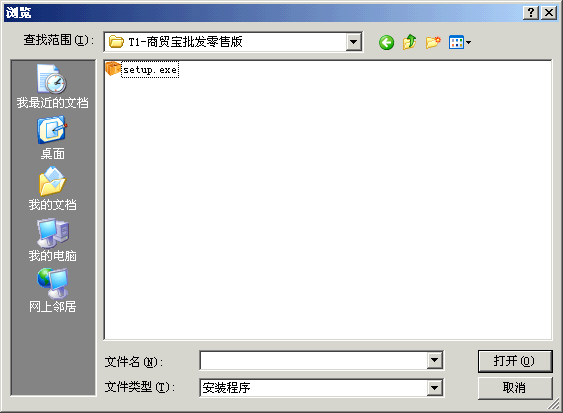 浏览
查找范围(I):
T1-商贸宝批发零售版
setup.exe
我最近的文档
桌面
我的文档
我的电脑
网上邻居
文件名(N):
打开(O)
文件类型(T):
安装程序
取消